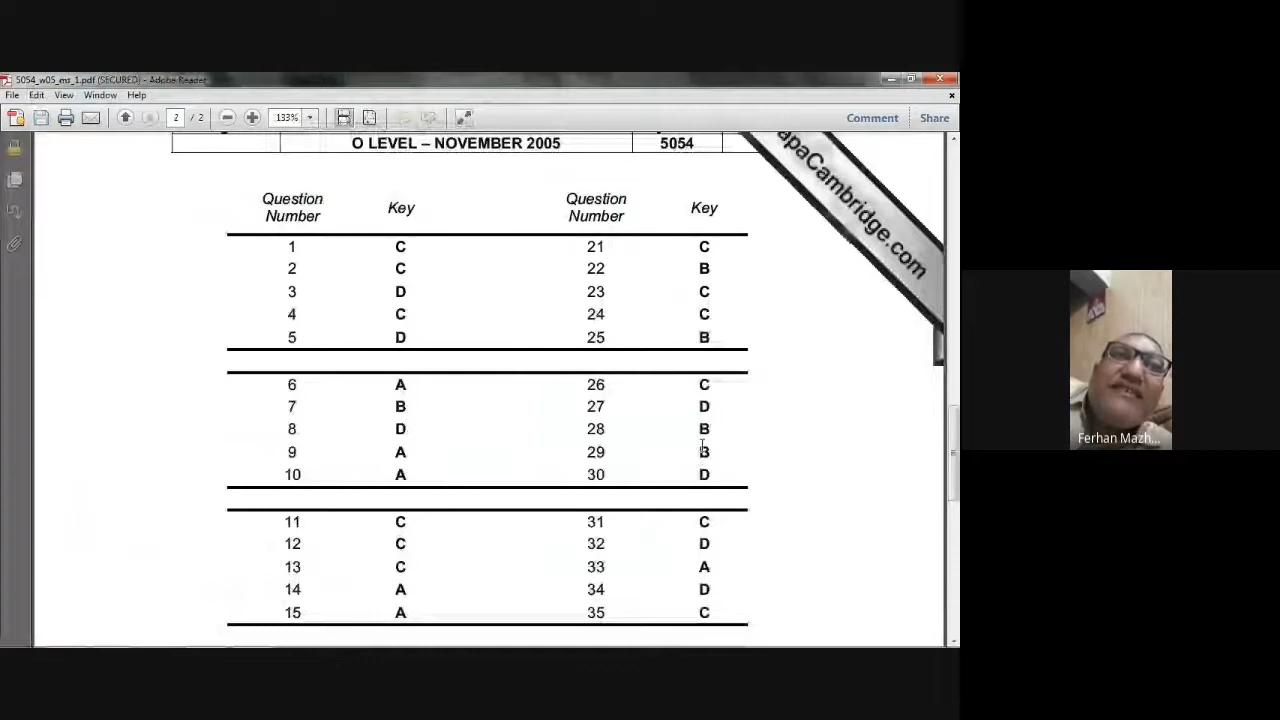 5054_w05_ms_1.pdf (SECURED) - Adobe Reader
File Edit View Window Help
2 / 2 133% Comment Share
O LEVEL – NOVEMBER 2005 5054
apaCambridge.com
Question Number Key Question Number Key
1 C 21 C
2 C 22 B
3 D 23 C
4 C 24 C
5 D 25 B
6 A 26 C
7 B 27 D
8 D 28 B
9 A 29 B
10 A 30 D
11 C 31 C
12 C 32 D
13 C 33 A
14 A 34 D
15 A 35 C
Ferhan Mazh...